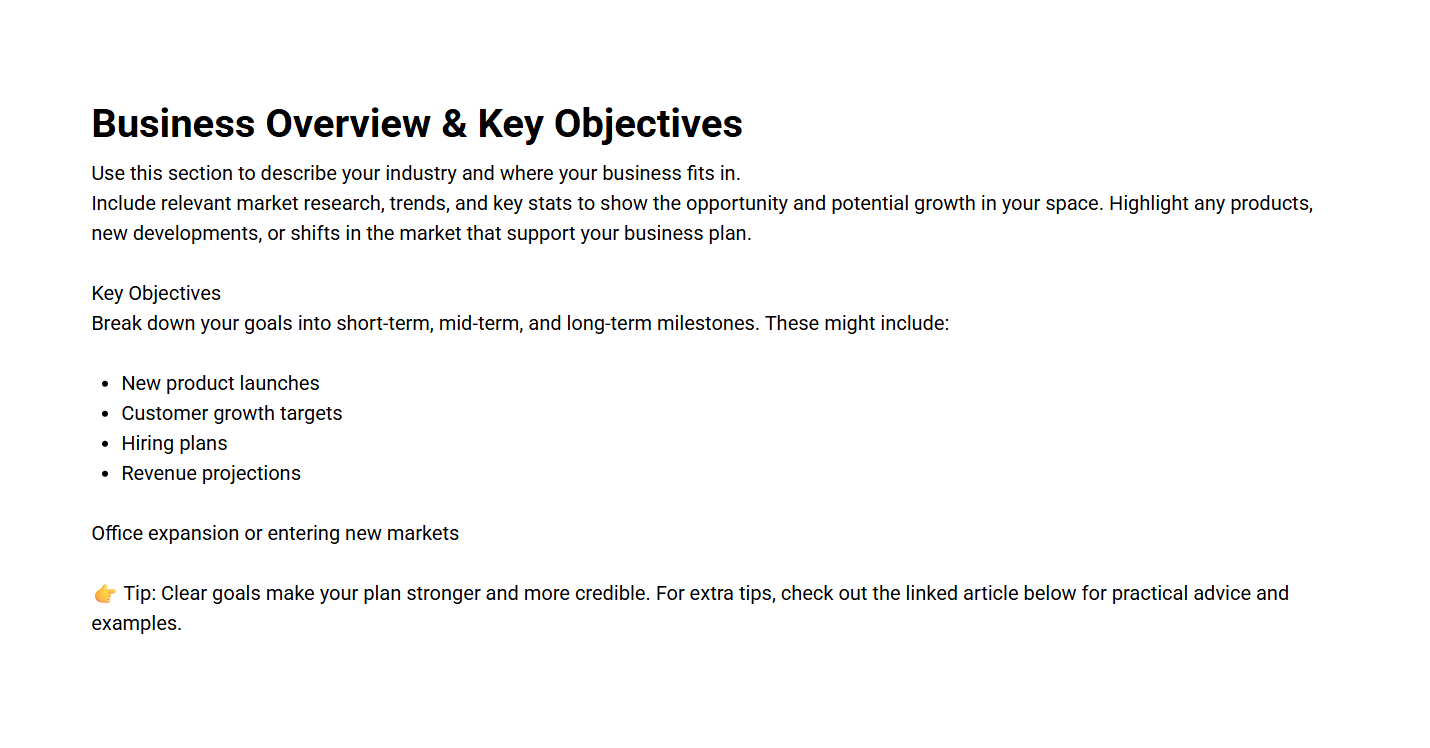 Business Overview & Key Objectives
Use this section to describe your industry and where your business fits in.
Include relevant market research, trends, and key stats to show the opportunity and potential growth in your space. Highlight any products,
new developments, or shifts in the market that support your business plan.
Key Objectives
Break down your goals into short-term, mid-term, and long-term milestones. These might include:
• New product launches
• Customer growth targets
• Hiring plans
• Revenue projections
Office expansion or entering new markets
👉 Tip: Clear goals make your plan stronger and more credible. For extra tips, check out the linked article below for practical advice and
examples.